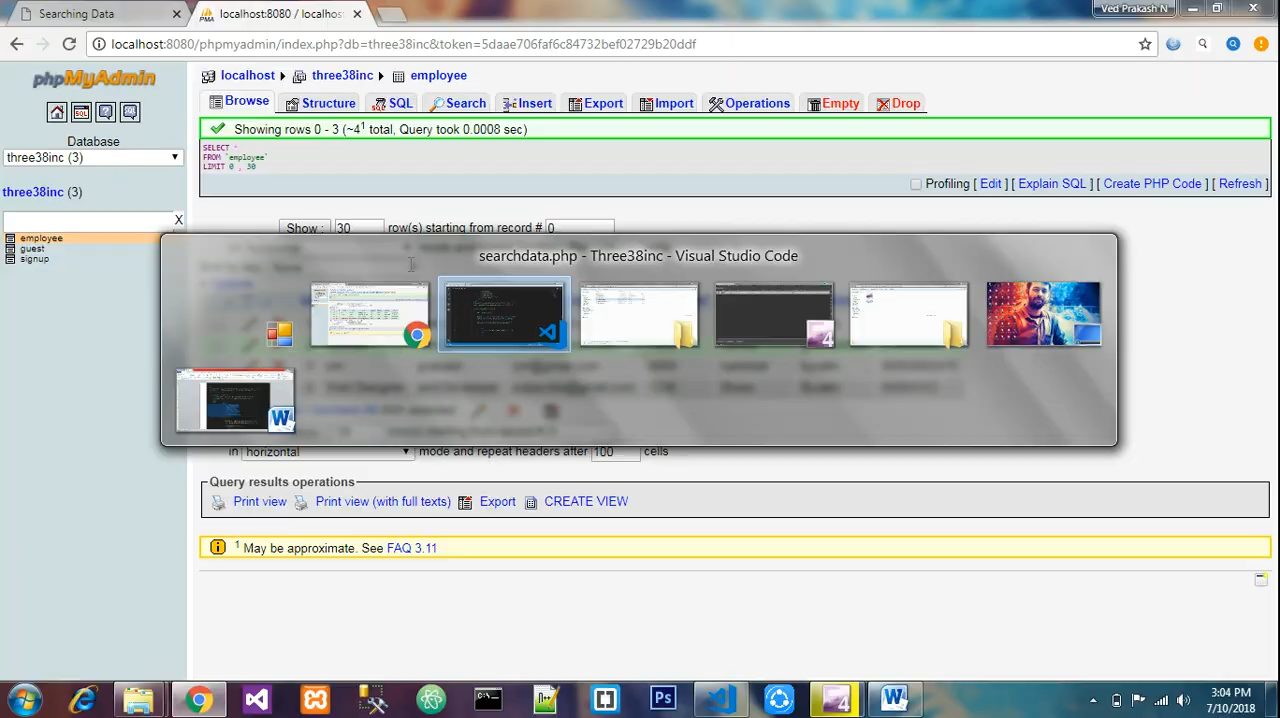 Searching Data
localhost:8080 / localhos
Ved Prakash N
localhost:8080/phpmyadmin/index.php?db=three38inc&token=5daae706faf6c84732bef02729b20ddf
phpMyAdmin
localhost
three38inc
employee
Browse
Structure
SQL
Search
Insert
Export
Import
Operations
Empty
Drop
Database
three38inc (3)
three38inc (3)
X
employee
guest
signup
Showing rows 0 - 3 (~4¹ total, Query took 0.0008 sec)
SELECT *
FROM `employee`
LIMIT 0 , 30
Profiling [ Edit ] [ Explain SQL ] [ Create PHP Code ] [ Refresh ]
Show : 30 row(s) starting from record # 0
searchdata.php - Three38inc - Visual Studio Code
in horizontal mode and repeat headers after 100 cells
Query results operations
Print view Print view (with full texts) Export CREATE VIEW
¹ May be approximate. See FAQ 3.11
3:04 PM
7/10/2018